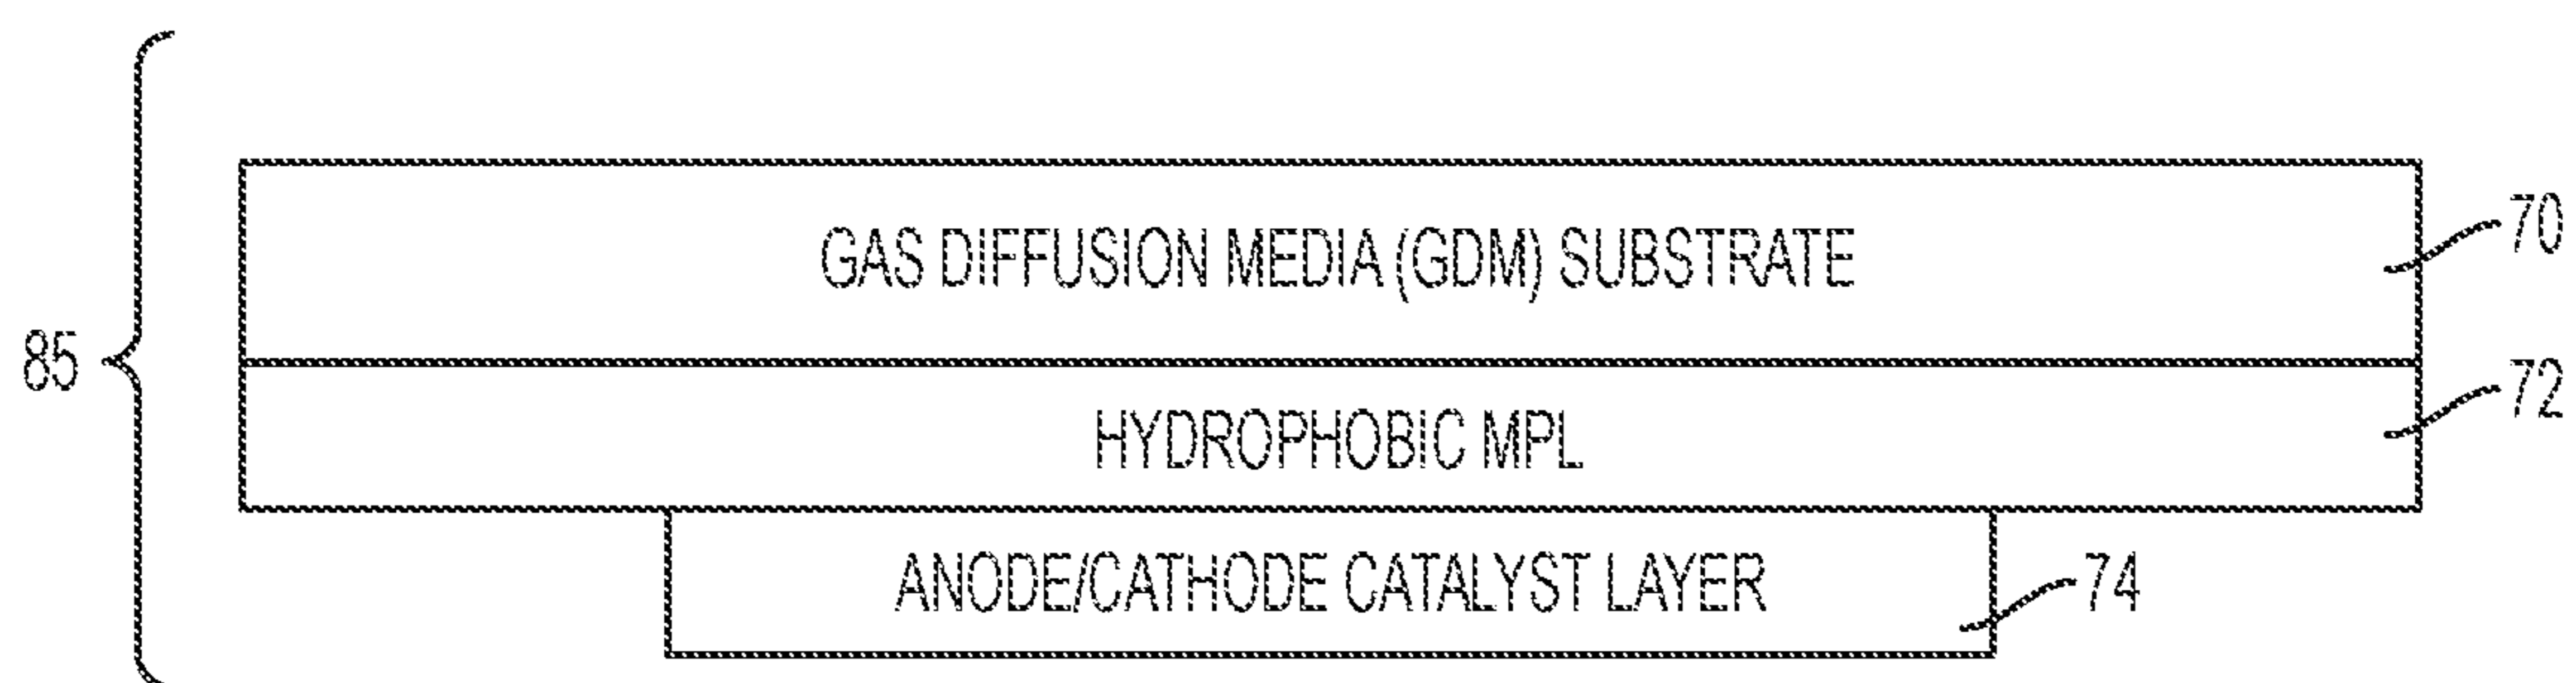 GAS DIFFUSION MEDIA (GDM) SUBSTRATE
70
85
HYDROPHOBIC MPL
72
ANODE/CATHODE CATALYST LAYER
74